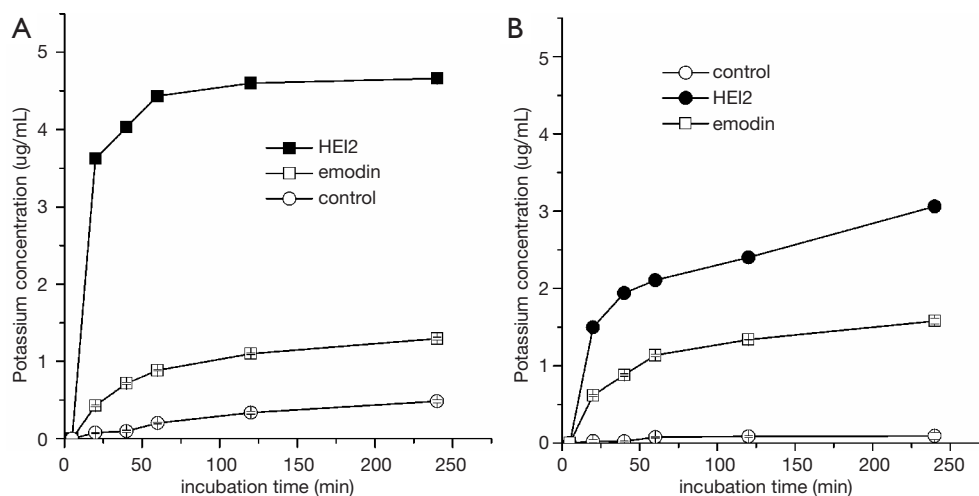 A
Potassium concentration (ug/mL)
5
4
3
2
1
0
HEI2
emodin
control
0 50 100 150 200 250
incubation time (min)
B
Potassium concentration (ug/mL)
5
4
3
2
1
0
control
HEI2
emodin
0 50 100 150 200 250
incubation time (min)